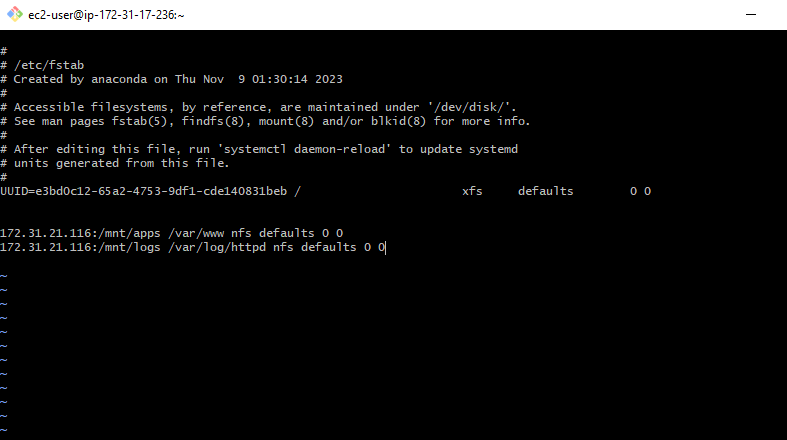 ec2-user@ip-172-31-17-236:~
#
# /etc/fstab
# Created by anaconda on Thu Nov  9 01:30:14 2023
#
# Accessible filesystems, by reference, are maintained under '/dev/disk/'.
# See man pages fstab(5), findfs(8), mount(8) and/or blkid(8) for more info.
#
# After editing this file, run 'systemctl daemon-reload' to update systemd
# units generated from this file.
#
UUID=e3bd0c12-65a2-4753-9df1-cde140831beb /                       xfs     defaults        0 0
172.31.21.116:/mnt/apps /var/www nfs defaults 0 0
172.31.21.116:/mnt/logs /var/log/httpd nfs defaults 0 0
~
~
~
~
~
~
~
~
~
~
~
~